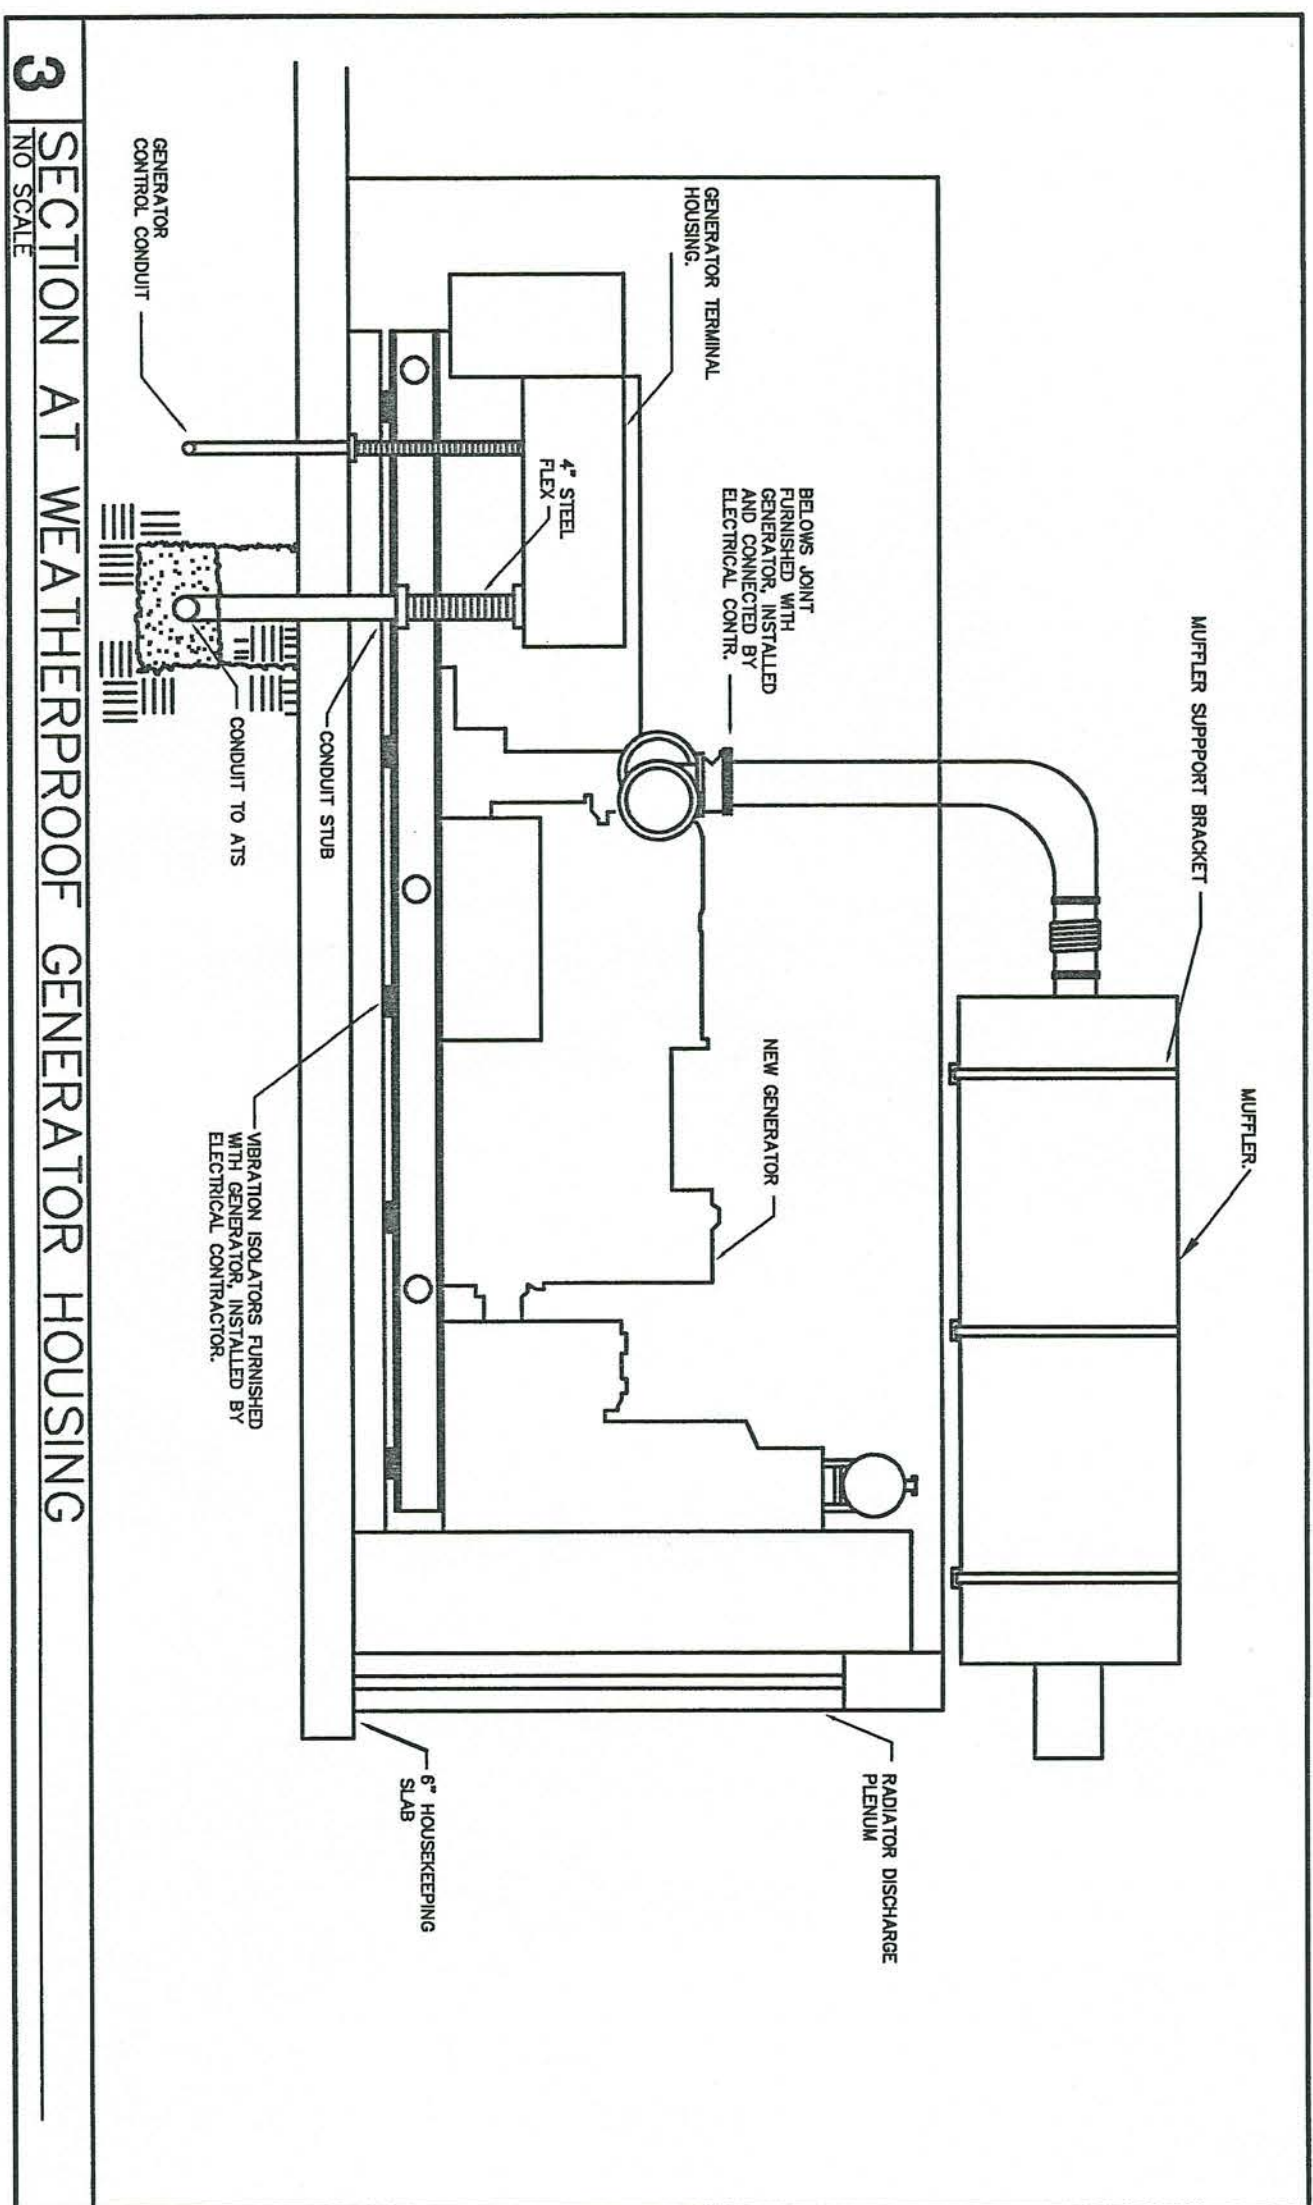 MUFFLER.
MUFFLER SUPPPORT BRACKET
BELOWS JOINT
FURNISHED WITH
GENERATOR, INSTALLED
AND CONNECTED BY
ELECTRICAL CONTR.
NEW GENERATOR
RADIATOR DISCHARGE
PLENUM
GENERATOR TERMINAL
HOUSING.
4" STEEL
FLEX
6" HOUSEKEEPING
SLAB
CONDUIT STUB
CONDUIT TO ATS
VIBRATION ISOLATORS FURNISHED
WITH GENERATOR, INSTALLED BY
ELECTRICAL CONTRACTOR.
GENERATOR
CONTROL CONDUIT
3
SECTION AT WEATHERPROOF GENERATOR HOUSING
NO SCALE